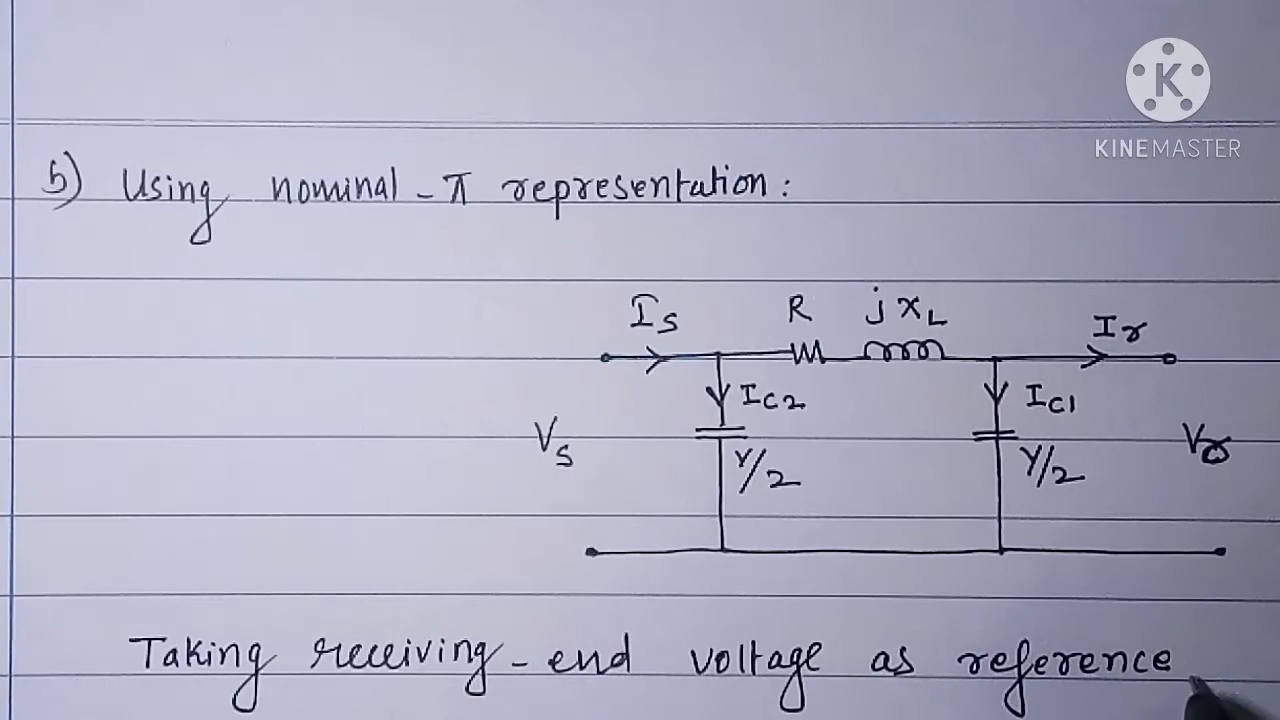 K
KINEMASTER
5) Using nominal - π representation :
Is R jxL Ir
Ic2 Ic1
Vs Vr
Y/2 Y/2
Taking receiving - end voltage as reference